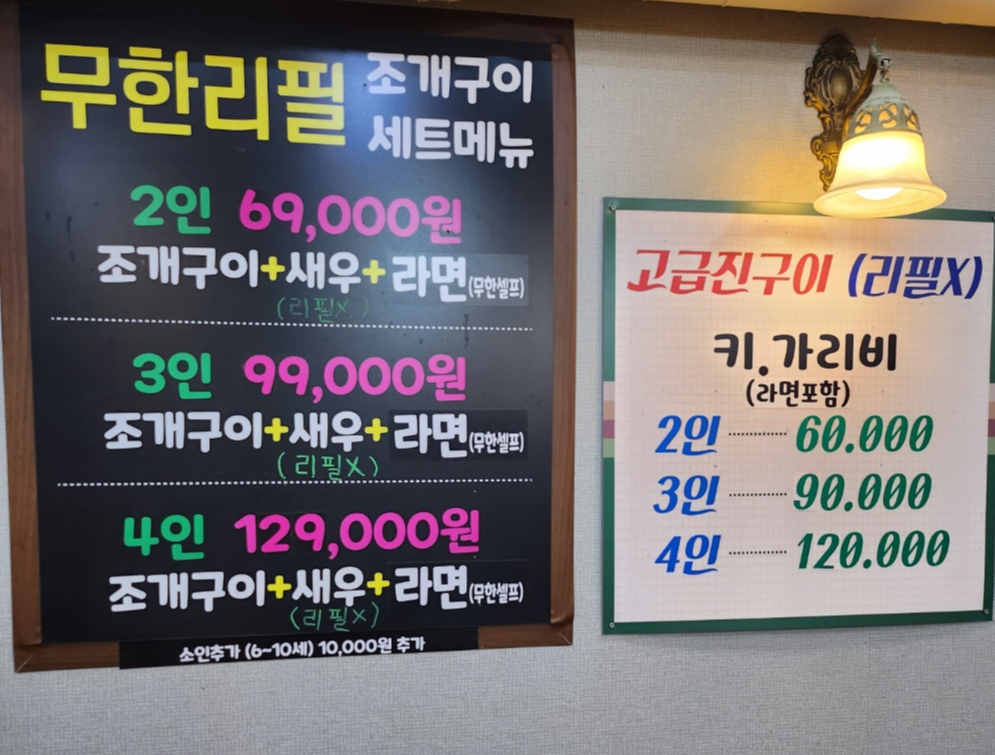 무한리필 조개구이
세트메뉴
2인 69,000원
조개구이+새우+라면(무한셀프)
(리필X)
3인 99,000원
조개구이+새우+라면(무한셀프)
(리필X)
4인 129,000원
조개구이+새우+라면(무한셀프)
(리필X)
소인추가 (6~10세) 10,000원 추가
고급진구이 (리필X)
키.가리비
(라면포함)
2인 ············ 60.000
3인 ············ 90.000
4인 ············ 120.000